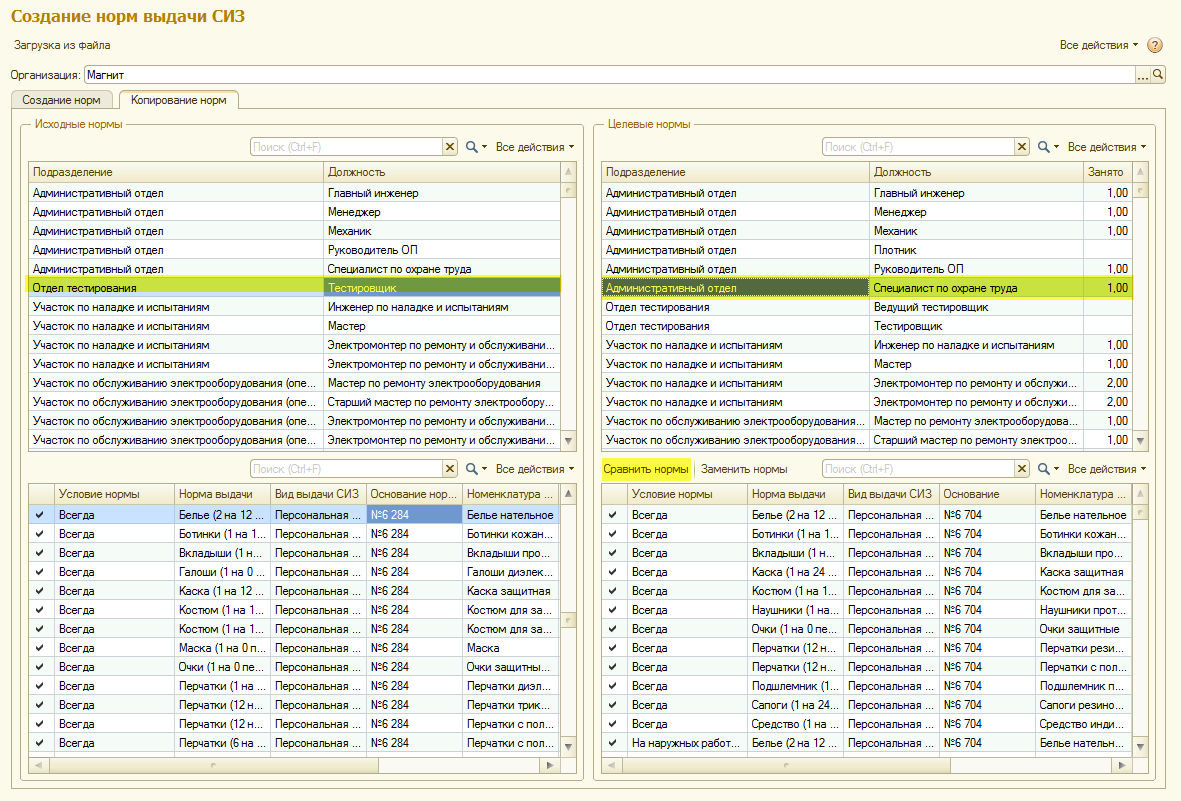 Создание норм выдачи СИЗ
Загрузка из файла Все действия ?
Организация: Магнит ...
Создание норм Копирование норм
Исходные нормы
Поиск (Ctrl+F) Все действия
Подразделение Должность
Административный отдел Главный инженер
Административный отдел Менеджер
Административный отдел Механик
Административный отдел Руководитель ОП
Административный отдел Специалист по охране труда
Отдел тестирования Тестировщик
Участок по наладке и испытаниям Инженер по наладке и испытаниям
Участок по наладке и испытаниям Мастер
Участок по наладке и испытаниям Электромонтер по ремонту и обслуживани...
Участок по наладке и испытаниям Электромонтер по ремонту и обслуживани...
Участок по обслуживанию электрооборудования (опе... Мастер по ремонту электрооборудования
Участок по обслуживанию электрооборудования (опе... Старший мастер по ремонту электрообору...
Участок по обслуживанию электрооборудования (опе... Электромонтер по ремонту и обслуживани...
Участок по обслуживанию электрооборудования (опе... Электромонтер по ремонту и обслуживани...
Поиск (Ctrl+F) Все действия
Условие нормы Норма выдачи Вид выдачи СИЗ Основание нор... Номенклатура ...
Всегда Белье (2 на 12 ... Персональная ... №6 284 Белье нательное
Всегда Ботинки (1 на 1... Персональная ... №6 284 Ботинки кожан...
Всегда Вкладыши (1 н... Персональная ... №6 284 Вкладыши про...
Всегда Галоши (1 на 0 ... Персональная ... №6 284 Галоши диэлек...
Всегда Каска (1 на 12 ... Персональная ... №6 284 Каска защитная
Всегда Костюм (1 на 1... Персональная ... №6 284 Костюм для за...
Всегда Костюм (1 на 1... Персональная ... №6 284 Костюм для за...
Всегда Маска (1 на 0 п... Персональная ... №6 284 Маска
Всегда Очки (1 на 0 пе... Персональная ... №6 284 Очки защитны...
Всегда Перчатки (1 на ... Персональная ... №6 284 Перчатки диэл...
Всегда Перчатки (12 н... Персональная ... №6 284 Перчатки трик...
Всегда Перчатки (12 н... Персональная ... №6 284 Перчатки с пол...
Всегда Перчатки (6 на ... Персональная ... №6 284 Перчатки с пол...
Целевые нормы
Поиск (Ctrl+F) Все действия
Подразделение Должность Занято
Административный отдел Главный инженер 1,00
Административный отдел Менеджер 1,00
Административный отдел Механик 1,00
Административный отдел Плотник
Административный отдел Руководитель ОП 1,00
Административный отдел Специалист по охране труда 1,00
Отдел тестирования Ведущий тестировщик
Отдел тестирования Тестировщик
Участок по наладке и испытаниям Инженер по наладке и испытаниям 1,00
Участок по наладке и испытаниям Мастер 1,00
Участок по наладке и испытаниям Электромонтер по ремонту и обслужи... 2,00
Участок по наладке и испытаниям Электромонтер по ремонту и обслужи... 2,00
Участок по обслуживанию электрооборудования... Мастер по ремонту электрооборудован... 1,00
Участок по обслуживанию электрооборудования... Старший мастер по ремонту электроо... 1,00
Сравнить нормы Заменить нормы Поиск (Ctrl+F) Все действия
Условие нормы Норма выдачи Вид выдачи СИЗ Основание Номенклатура ...
Всегда Белье (2 на 12 ... Персональная ... №6 704 Белье нательное
Всегда Ботинки (1 на 1... Персональная ... №6 704 Ботинки кожан...
Всегда Вкладыши (1 н... Персональная ... №6 704 Вкладыши про...
Всегда Каска (1 на 24 ... Персональная ... №6 704 Каска защитная
Всегда Костюм (1 на 1... Персональная ... №6 704 Костюм для за...
Всегда Наушники (1 на... Персональная ... №6 704 Наушники прот...
Всегда Очки (1 на 0 пе... Персональная ... №6 704 Очки защитные
Всегда Перчатки (12 н... Персональная ... №6 704 Перчатки рези...
Всегда Перчатки (12 н... Персональная ... №6 704 Перчатки с пол...
Всегда Подшлемник (1... Персональная ... №6 704 Подшлемник п...
Всегда Сапоги (1 на 24... Персональная ... №6 704 Сапоги резино...
Всегда Средство (1 на ... Персональная ... №6 704 Средство инди...
На наружных работ... Белье (2 на 12 ... Персональная ... №6 704 Белье нательн...